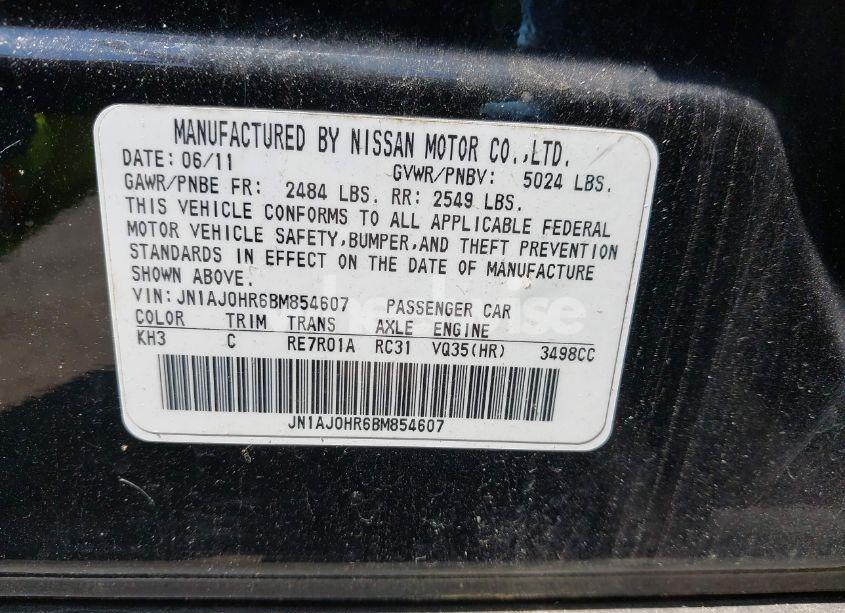 MANUFACTURED BY NISSAN MOTOR CO.,LTD.
DATE: 06/11 GVWR/PNBV: 5024 LBS.
GAWR/PNBE FR: 2484 LBS. RR: 2549 LBS.
THIS VEHICLE CONFORMS TO ALL APPLICABLE FEDERAL
MOTOR VEHICLE SAFETY,BUMPER,AND THEFT PREVENTION
STANDARDS IN EFFECT ON THE DATE OF MANUFACTURE
SHOWN ABOVE.
VIN:JN1AJ0HR6BM854607 PASSENGER CAR
COLOR TRIM TRANS AXLE ENGINE
KH3 C RE7R01A RC31 VQ35(HR) 3498CC
JN1AJ0HR6BM854607